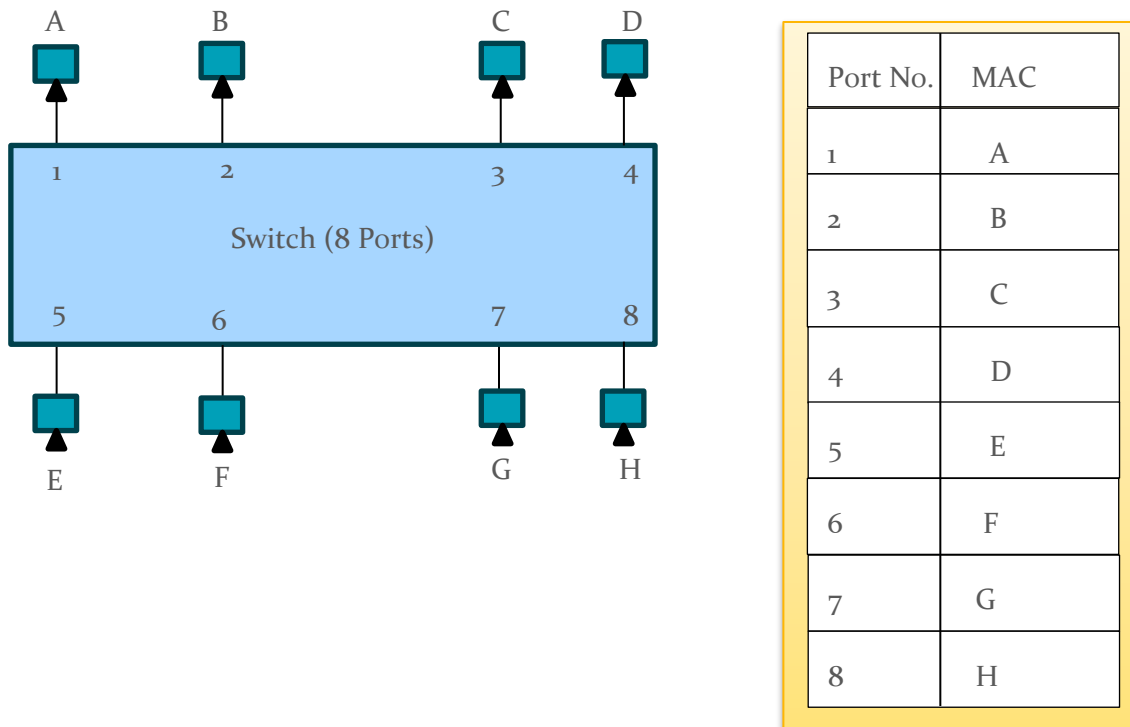 A B C D
1 2 3 4
Switch (8 Ports)
5 6 7 8
E F G H
Port No. MAC
1 A
2 B
3 C
4 D
5 E
6 F
7 G
8 H